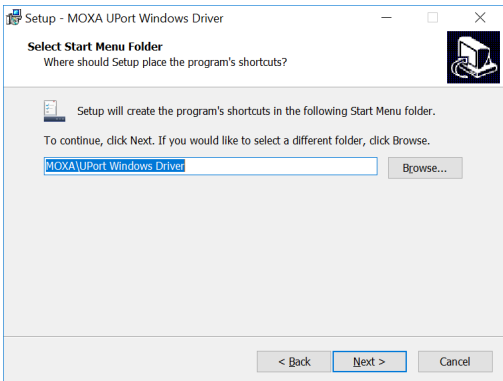 Setup - MOXA UPort Windows Driver
Select Start Menu Folder
Where should Setup place the program's shortcuts?
Setup will create the program's shortcuts in the following Start Menu folder.
To continue, click Next. If you would like to select a different folder, click Browse.
MOXA\UPort Windows Driver
Browse...
< Back
Next >
Cancel